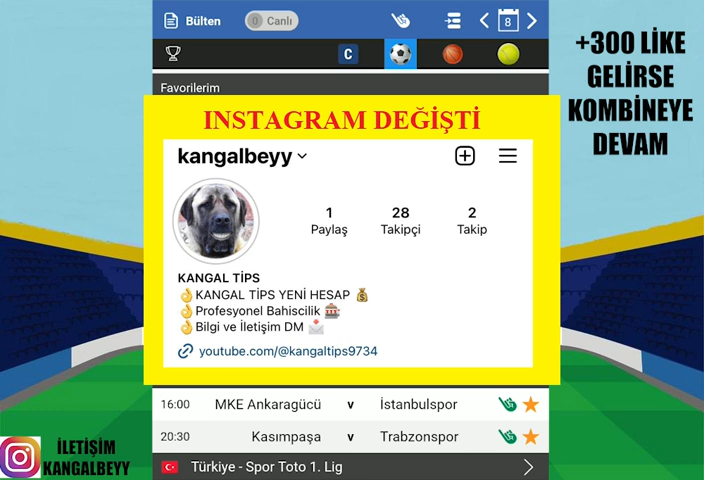 Bülten
0 Canlı
8
C
Favorilerim
+300 LİKE
GELİRSE
KOMBİNEYE
DEVAM
INSTAGRAM DEĞİŞTİ
kangalbeyy
1 28 2
Paylaş Takipçi Takip
KANGAL TİPS
👌KANGAL TİPS YENİ HESAP 💰
👌Profesyonel Bahiscilik 🎰
👌Bilgi ve İletişim DM 📩
youtube.com/@kangaltips9734
16:00 MKE Ankaragücü v İstanbulspor
20:30 Kasımpaşa v Trabzonspor
Türkiye - Spor Toto 1. Lig
İLETİŞİM
KANGALBEYY